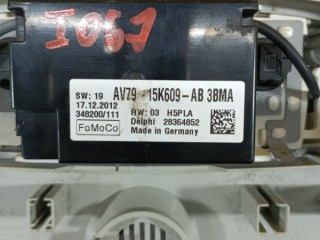 I067
SW: 19 AV79 -15K609-AB 3BMA
17.12.2012
348200/111 HW: 03 H5PLA
FoMoCo Delphi 28364852
Made in Germany